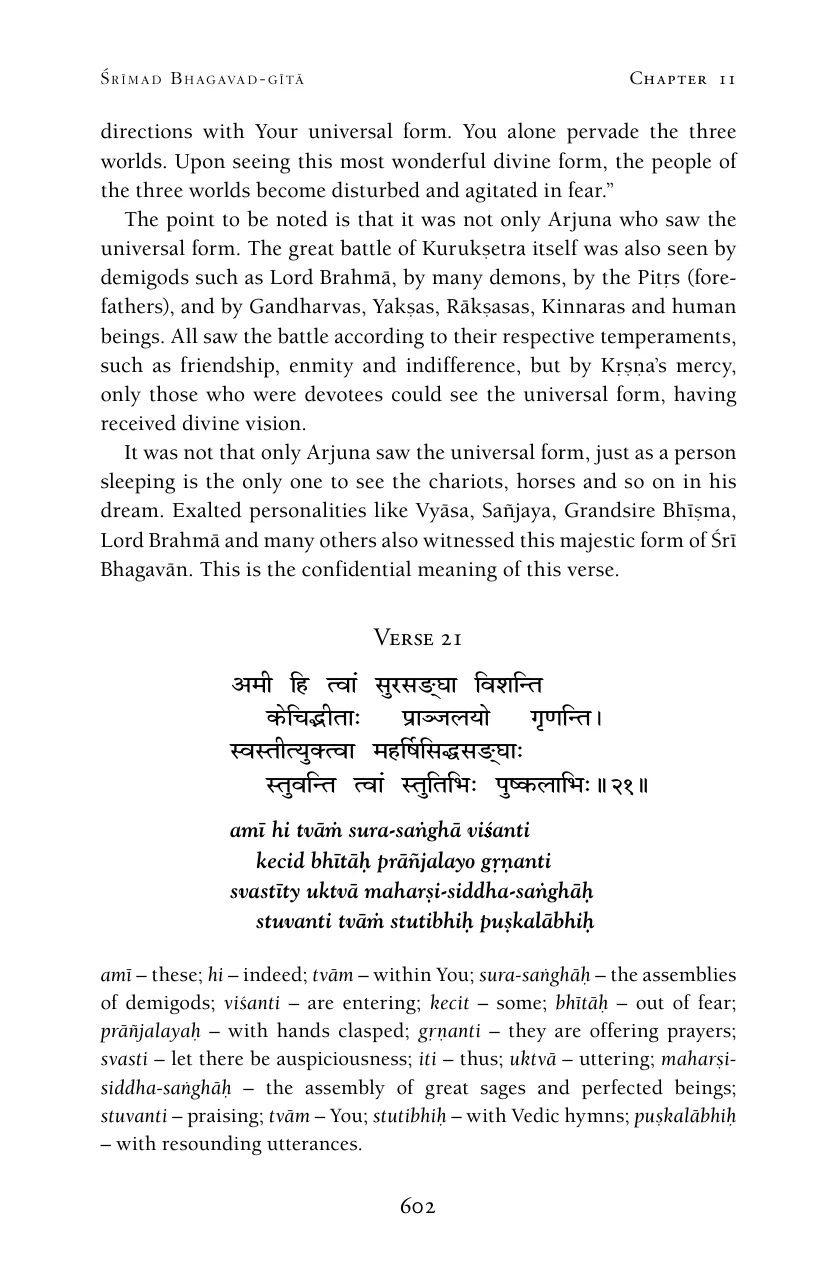 Śrīmad Bhagavad-gītā Chapter 11
directions with Your universal form. You alone pervade the three
worlds. Upon seeing this most wonderful divine form, the people of
the three worlds become disturbed and agitated in fear.”
The point to be noted is that it was not only Arjuna who saw the
universal form. The great battle of Kurukṣetra itself was also seen by
demigods such as Lord Brahmā, by many demons, by the Pitṛs (fore-
fathers), and by Gandharvas, Yakṣas, Rākṣasas, Kinnaras and human
beings. All saw the battle according to their respective temperaments,
such as friendship, enmity and indifference, but by Kṛṣṇa’s mercy,
only those who were devotees could see the universal form, having
received divine vision.
It was not that only Arjuna saw the universal form, just as a person
sleeping is the only one to see the chariots, horses and so on in his
dream. Exalted personalities like Vyāsa, Sañjaya, Grandsire Bhīṣma,
Lord Brahmā and many others also witnessed this majestic form of Śrī
Bhagavān. This is the confidential meaning of this verse.
Verse 21
अमी हि त्वां सुरसङ्घा विशन्ति
केचिद्भीताः प्राञ्जलयो गृणन्ति।
स्वस्तीत्युक्त्वा महर्षिसिद्धसङ्घाः
स्तुवन्ति त्वां स्तुतिभिः पुष्कलाभिः॥२१॥
amī hi tvāṁ sura-saṅghā viśanti
kecid bhītāḥ prāñjalayo gṛṇanti
svastīty uktvā maharṣi-siddha-saṅghāḥ
stuvanti tvāṁ stutibhiḥ puṣkalābhiḥ
amī – these; hi – indeed; tvām – within You; sura-saṅghāḥ – the assemblies
of demigods; viśanti – are entering; kecit – some; bhītāḥ – out of fear;
prāñjalayaḥ – with hands clasped; gṛṇanti – they are offering prayers;
svasti – let there be auspiciousness; iti – thus; uktvā – uttering; maharṣi-
siddha-saṅghāḥ – the assembly of great sages and perfected beings;
stuvanti – praising; tvām – You; stutibhiḥ – with Vedic hymns; puṣkalābhiḥ
– with resounding utterances.
602